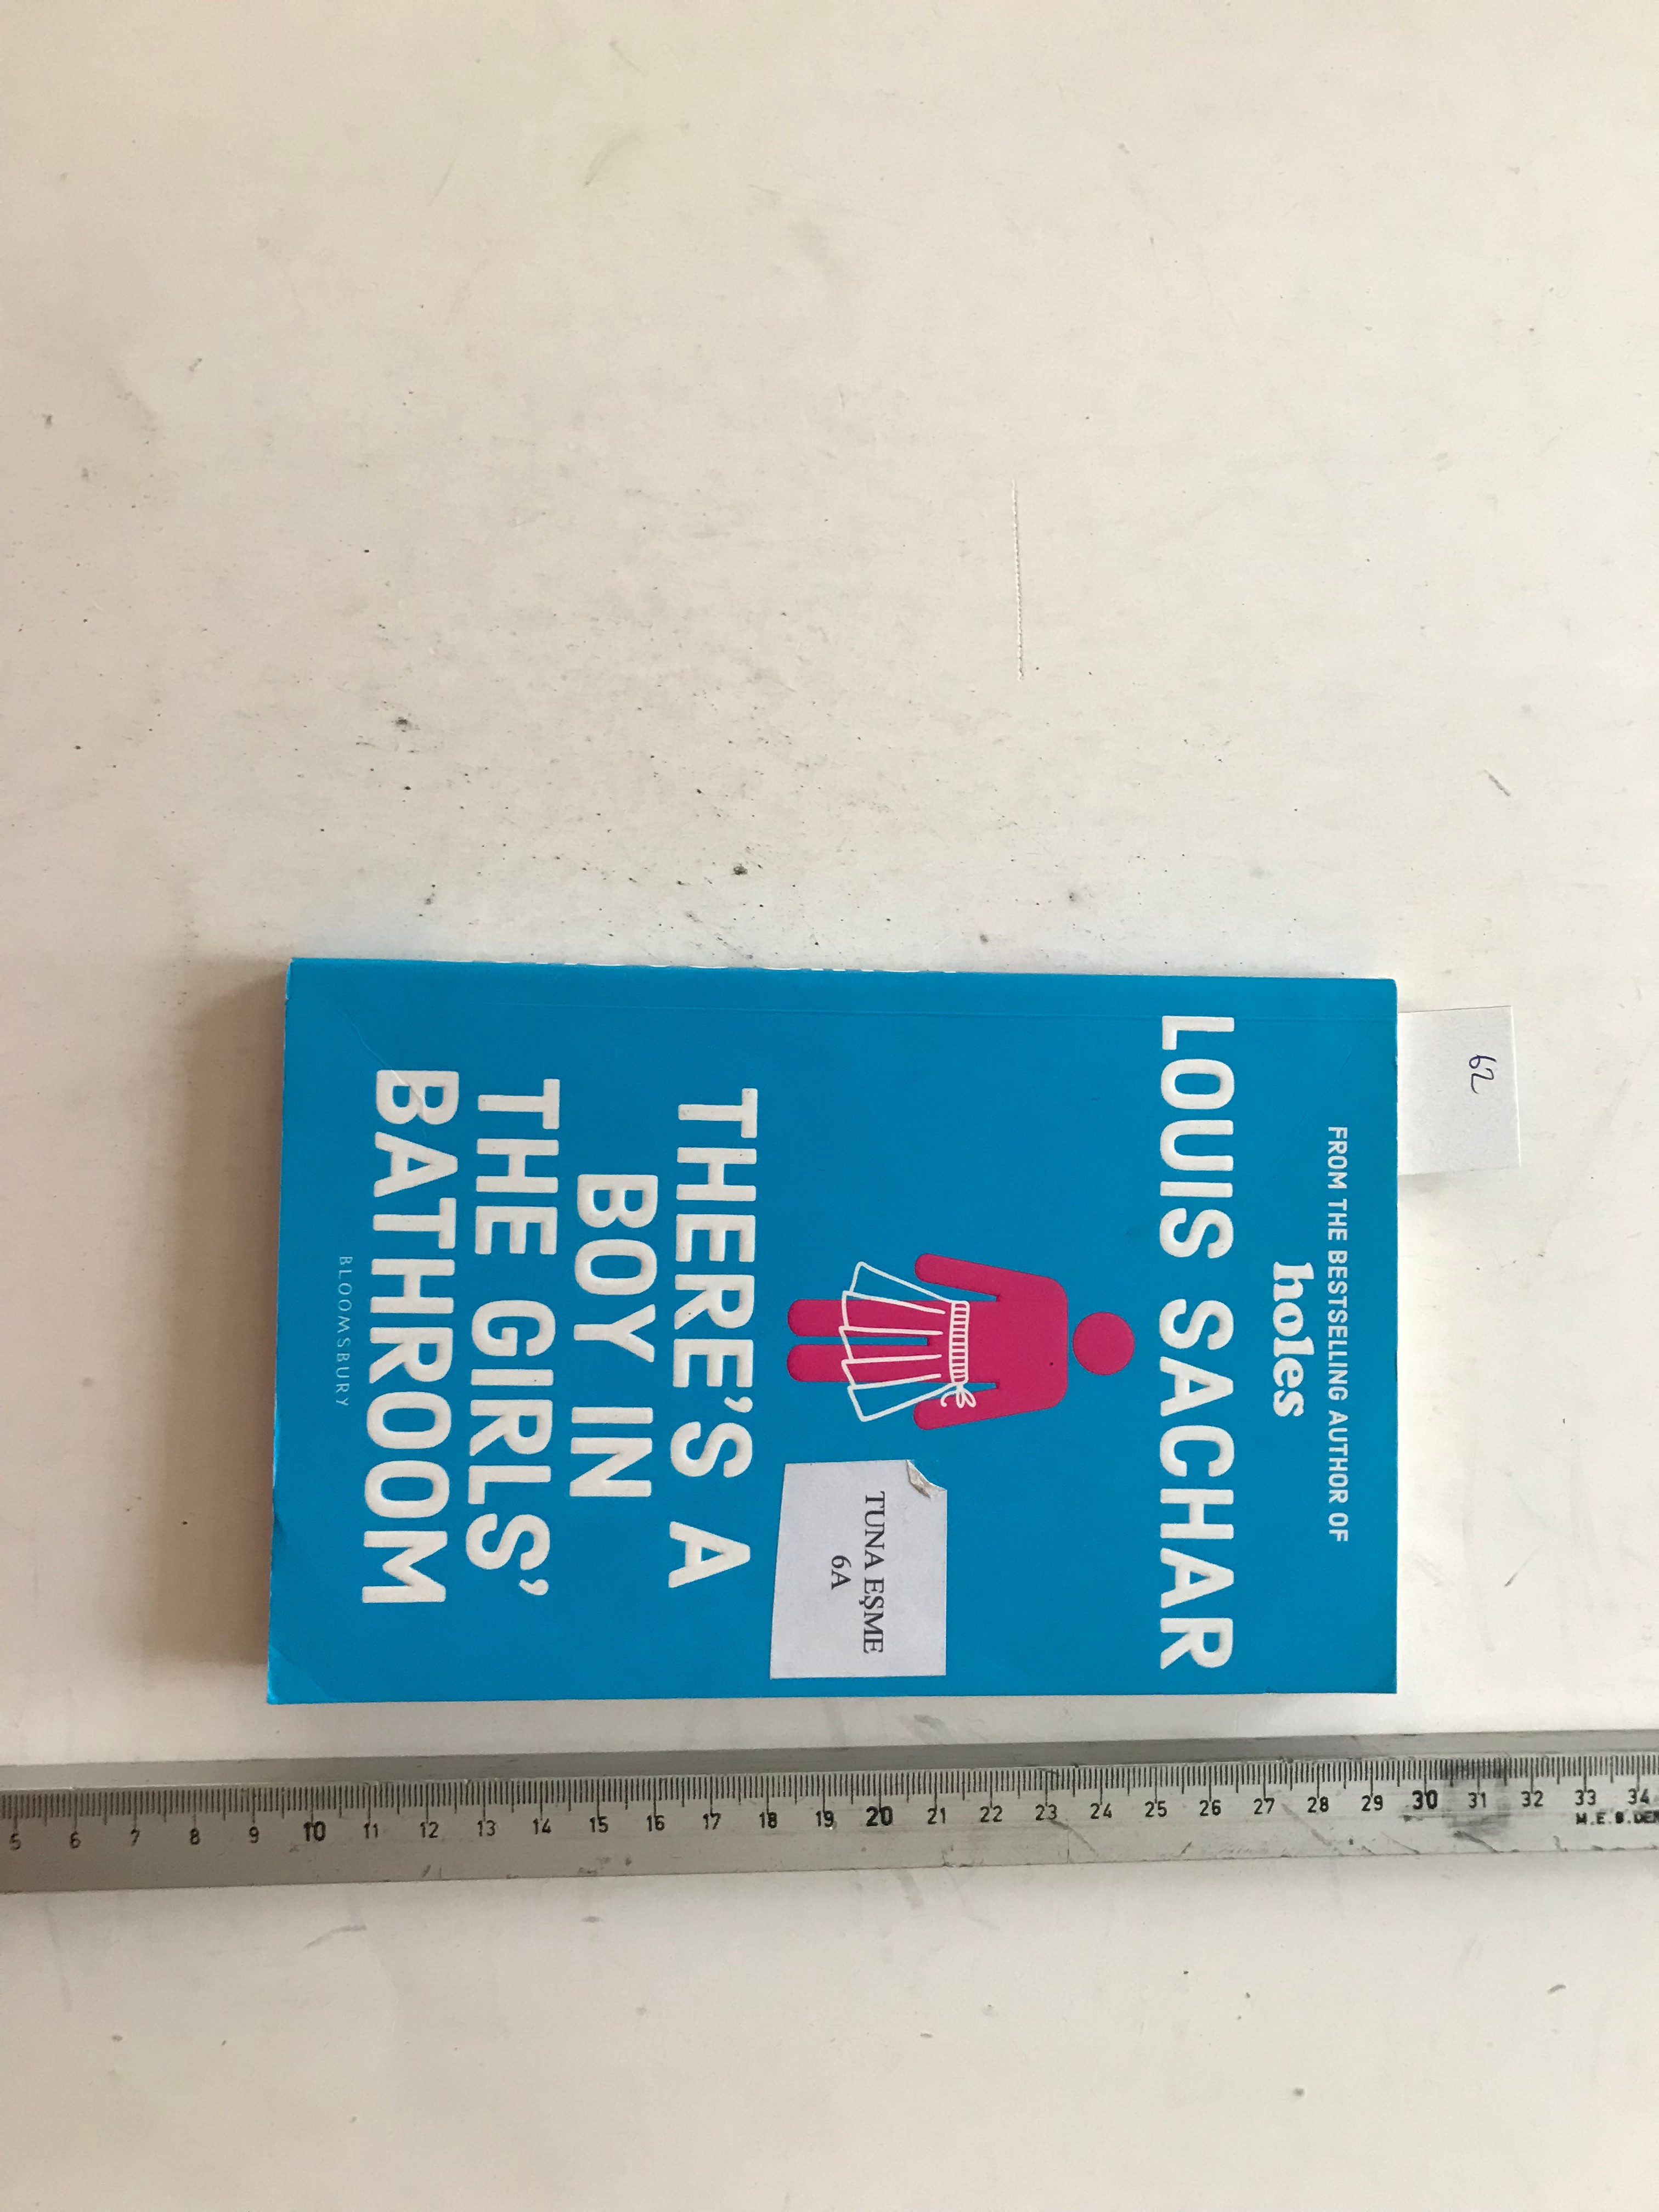 62
FROM THE BESTSELLING AUTHOR OF
holes
LOUIS SACHAR
TUNA EŞME
6A
THERE'S A
BOY IN
THE GIRLS'
BATHROOM
BLOOMSBURY
5 6 7 8 9 10 11 12 13 14 15 16 17 18 19 20 21 22 23 24 25 26 27 28 29 30 31 32 33 34